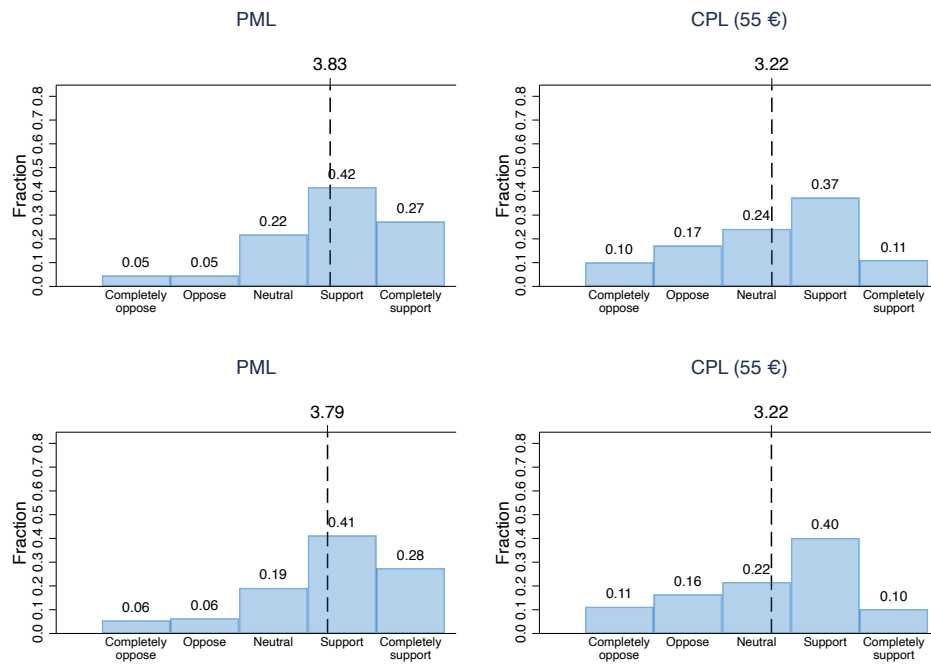 PML
CPL (55 €)
3.83
3.22
Fraction
0.0 0.1 0.2 0.3 0.4 0.5 0.6 0.7 0.8
0.05
0.05
0.22
0.42
0.27
Completely
oppose
Oppose
Neutral
Support
Completely
support
Fraction
0.0 0.1 0.2 0.3 0.4 0.5 0.6 0.7 0.8
0.10
0.17
0.24
0.37
0.11
Completely
oppose
Oppose
Neutral
Support
Completely
support
PML
CPL (55 €)
3.79
3.22
Fraction
0.0 0.1 0.2 0.3 0.4 0.5 0.6 0.7 0.8
0.06
0.06
0.19
0.41
0.28
Completely
oppose
Oppose
Neutral
Support
Completely
support
Fraction
0.0 0.1 0.2 0.3 0.4 0.5 0.6 0.7 0.8
0.11
0.16
0.22
0.40
0.10
Completely
oppose
Oppose
Neutral
Support
Completely
support